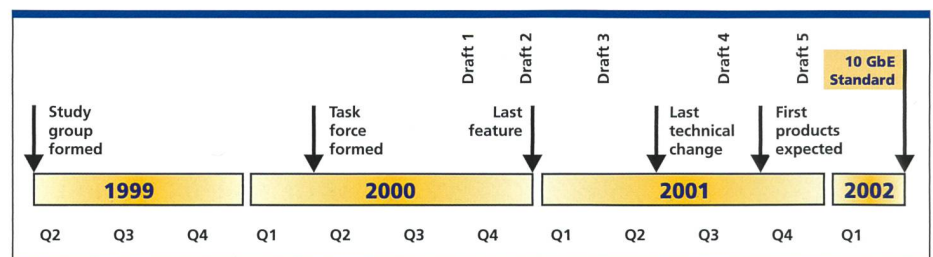 Draft 1
Draft 2
Draft 3
Draft 4
Draft 5
10 GbE
Standard
Study
group
formed
Task
force
formed
Last
feature
Last
technical
change
First
products
expected
1999 2000 2001 2002
Q2 Q3 Q4 Q1 Q2 Q3 Q4 Q1 Q2 Q3 Q4 Q1